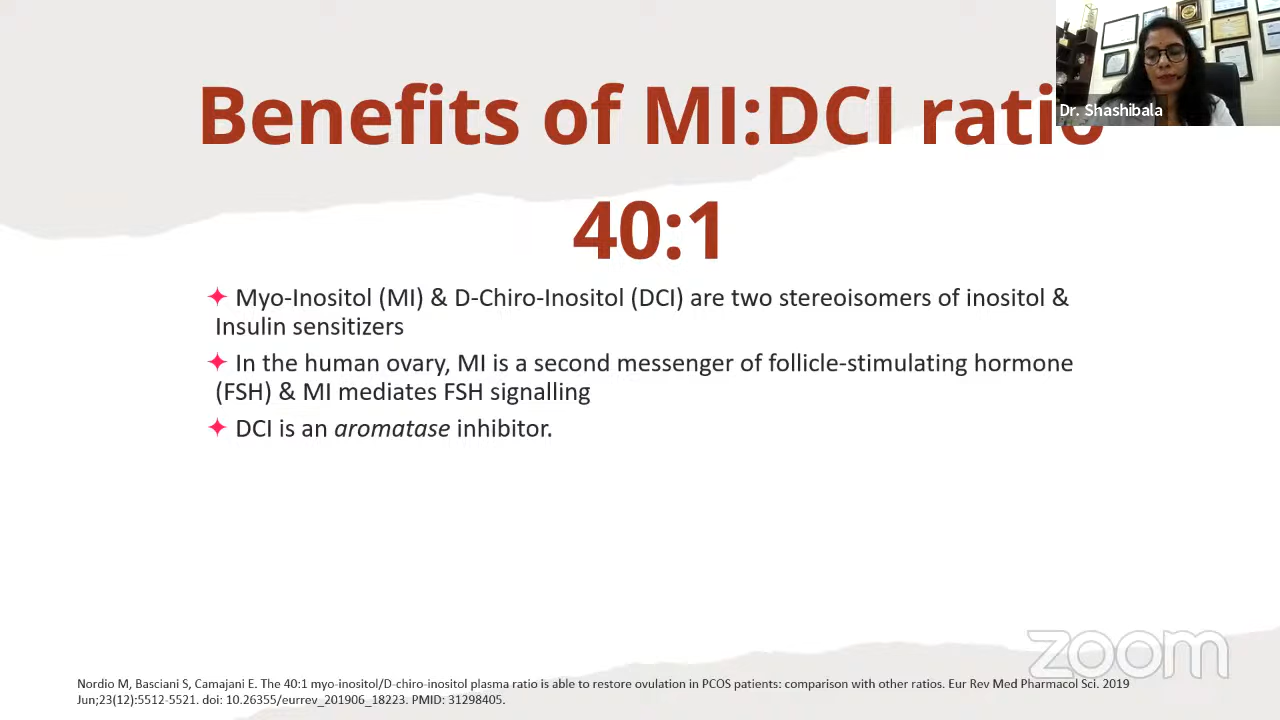 Benefits of MI:DCI ratio
40:1
Dr. Shashibala
✦ Myo-Inositol (MI) & D-Chiro-Inositol (DCI) are two stereoisomers of inositol &
Insulin sensitizers
✦ In the human ovary, MI is a second messenger of follicle-stimulating hormone
(FSH) & MI mediates FSH signalling
✦ DCI is an aromatase inhibitor.
zoom
Nordio M, Basciani S, Camajani E. The 40:1 myo-inositol/D-chiro-inositol plasma ratio is able to restore ovulation in PCOS patients: comparison with other ratios. Eur Rev Med Pharmacol Sci. 2019
Jun;23(12):5512-5521. doi: 10.26355/eurrev_201906_18223. PMID: 31298405.